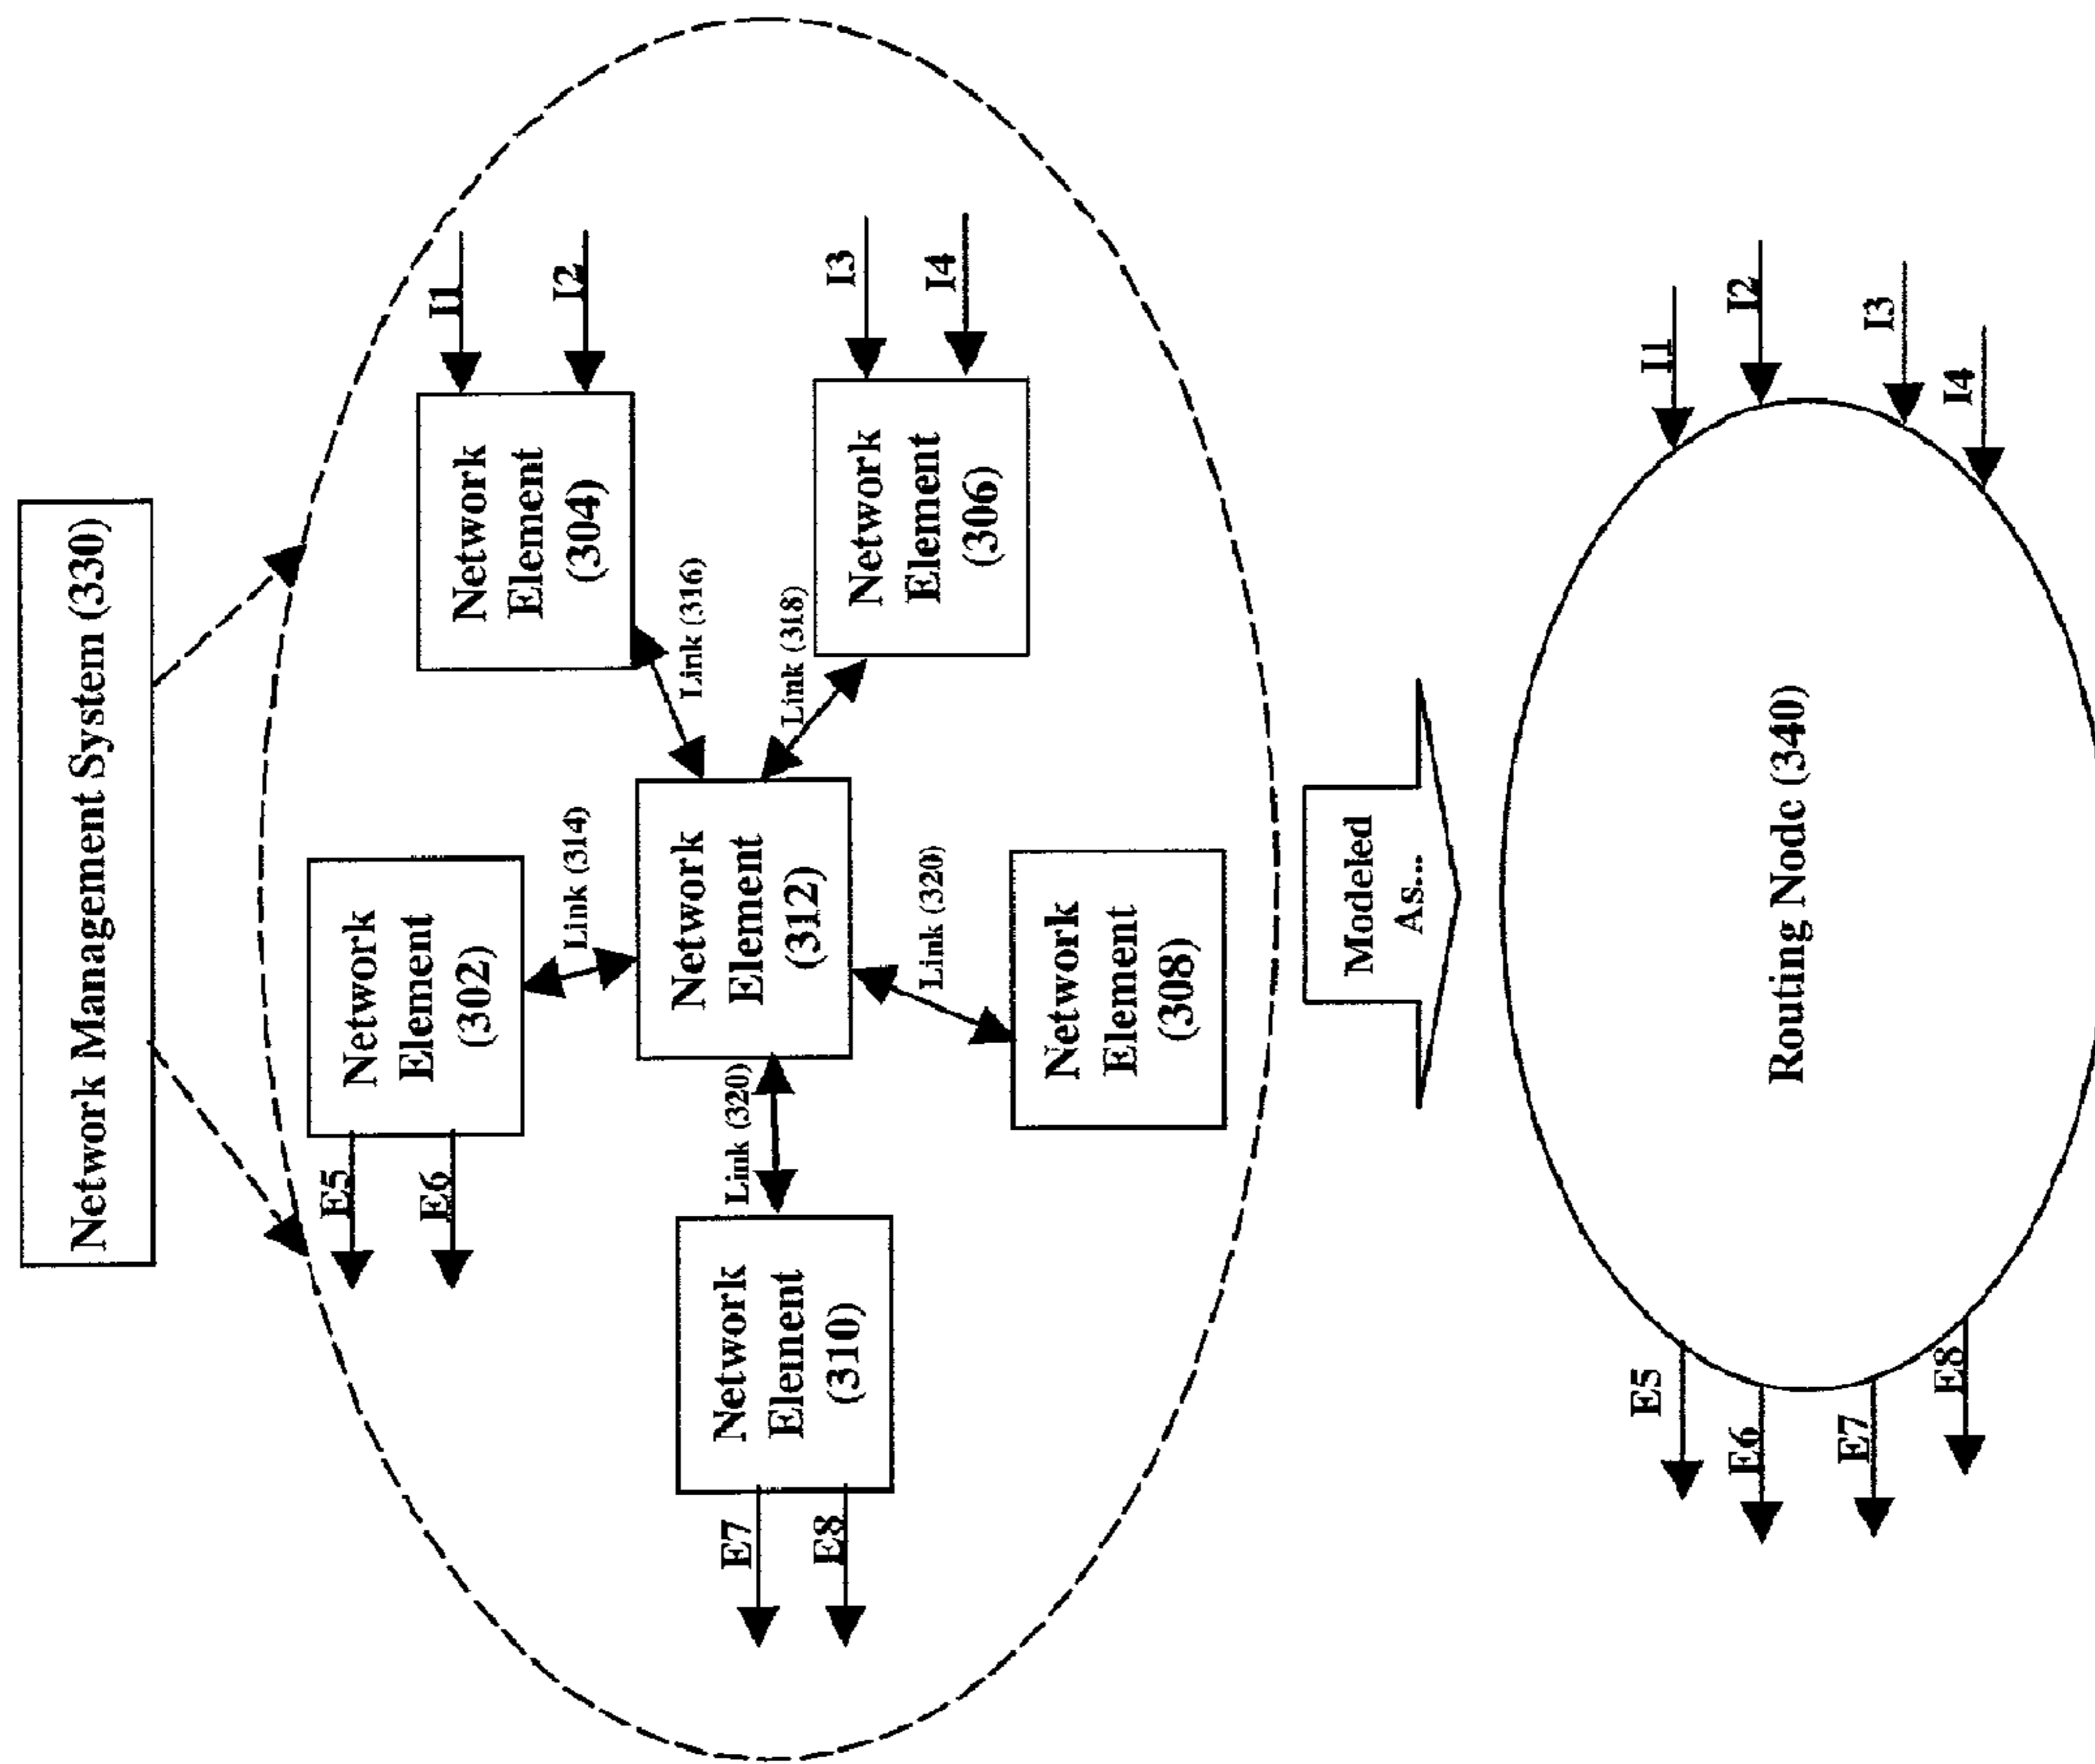 Network Management System (330)
E5
E6
Network
Element
(302)
Network
Element
(304)
I1
I2
Link (314)
Link (316)
E7
E8
Network
Element
(310)
Link (320)
Network
Element
(312)
Link (318)
Network
Element
(306)
I3
I4
Link (320)
Network
Element
(308)
Modeled
As...
E5
E6
E7
E8
Routing Node (340)
I1
I2
I3
I4